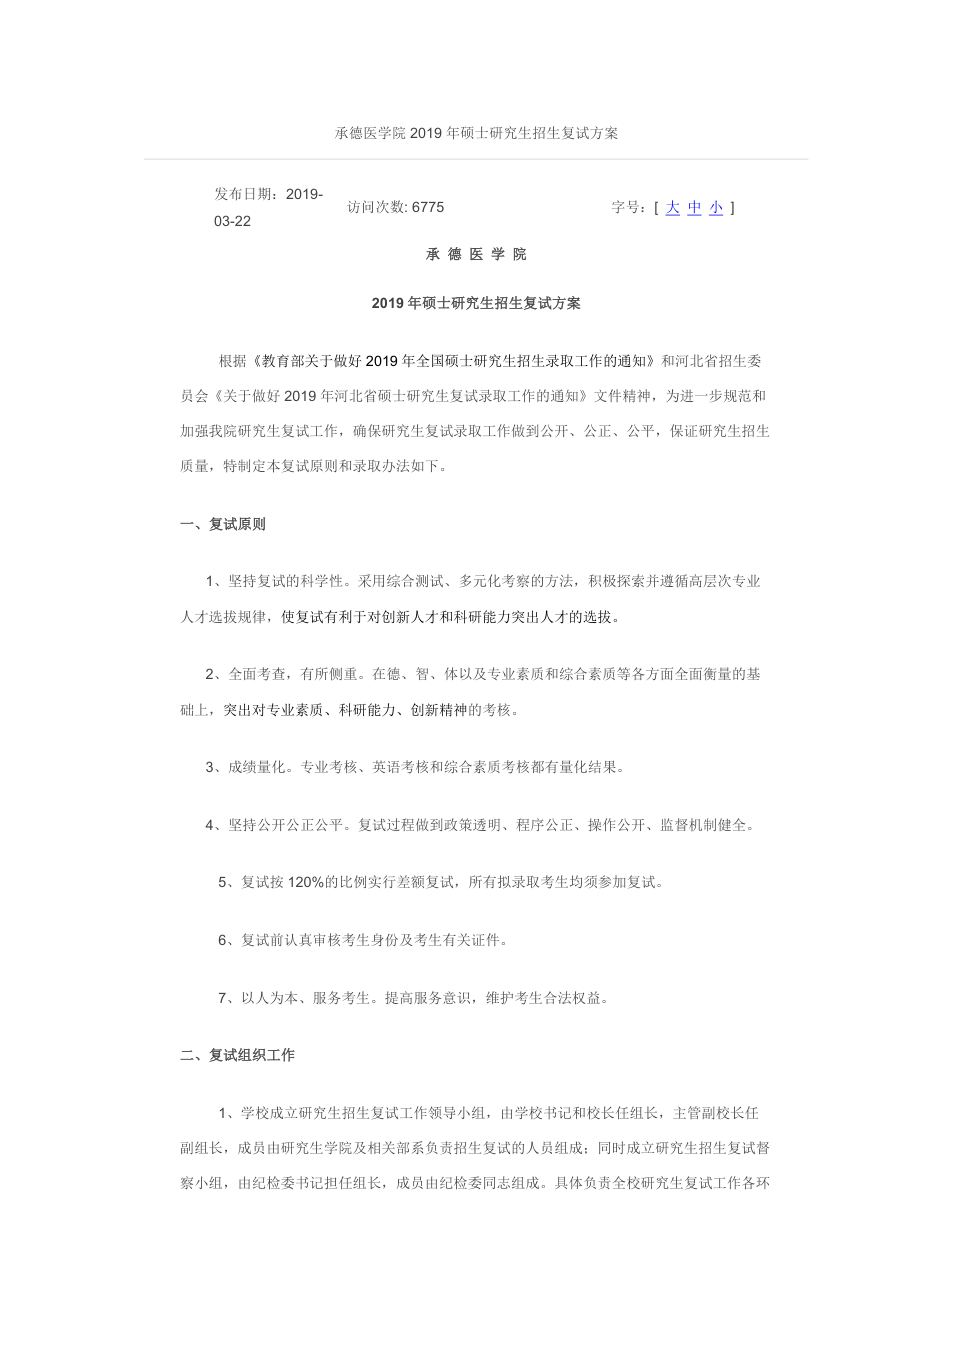 承德医学院 2019 年硕士研究生招生复试方案
发布日期：2019-
03-22
访问次数: 6775
字号：[ 大 中 小 ]
承 德 医 学 院
2019 年硕士研究生招生复试方案
根据《教育部关于做好 2019 年全国硕士研究生招生录取工作的通知》和河北省招生委
员会《关于做好 2019 年河北省硕士研究生复试录取工作的通知》文件精神，为进一步规范和
加强我院研究生复试工作，确保研究生复试录取工作做到公开、公正、公平，保证研究生招生
质量，特制定本复试原则和录取办法如下。
一、复试原则
1、坚持复试的科学性。采用综合测试、多元化考察的方法，积极探索并遵循高层次专业
人才选拔规律，使复试有利于对创新人才和科研能力突出人才的选拔。
2、全面考查，有所侧重。在德、智、体以及专业素质和综合素质等各方面全面衡量的基
础上，突出对专业素质、科研能力、创新精神的考核。
3、成绩量化。专业考核、英语考核和综合素质考核都有量化结果。
4、坚持公开公正公平。复试过程做到政策透明、程序公正、操作公开、监督机制健全。
5、复试按 120%的比例实行差额复试，所有拟录取考生均须参加复试。
6、复试前认真审核考生身份及考生有关证件。
7、以人为本、服务考生。提高服务意识，维护考生合法权益。
二、复试组织工作
1、学校成立研究生招生复试工作领导小组，由学校书记和校长任组长，主管副校长任
副组长，成员由研究生学院及相关部系负责招生复试的人员组成；同时成立研究生招生复试督
察小组，由纪检委书记担任组长，成员由纪检委同志组成。具体负责全校研究生复试工作各环